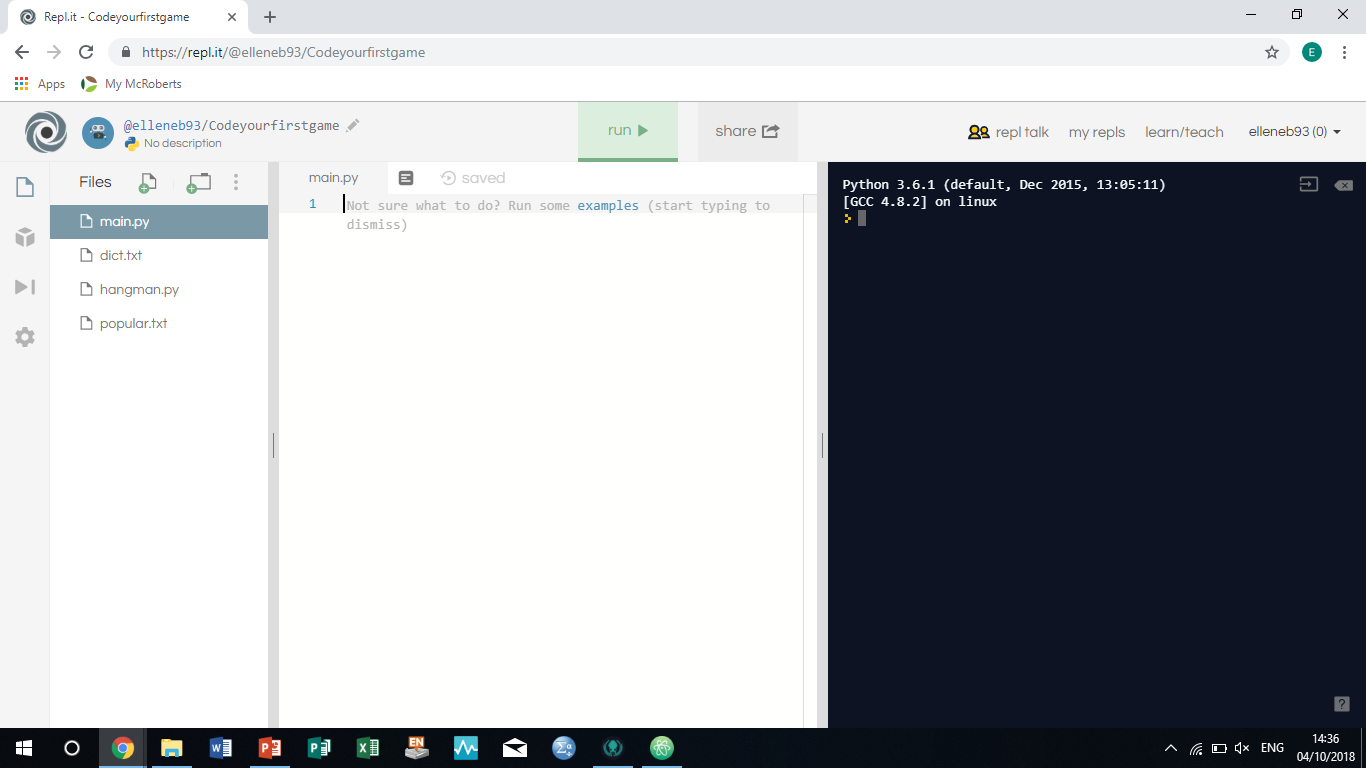 Repl.it - Codeyourfirstgame
https://repl.it/@elleneb93/Codeyourfirstgame
E
Apps
My McRoberts
@elleneb93/Codeyourfirstgame
No description
run
share
repl talk
my repls
learn/teach
elleneb93 (0)
Files
main.py
dict.txt
hangman.py
popular.txt
main.py
saved
1
Not sure what to do? Run some examples (start typing to
dismiss)
Python 3.6.1 (default, Dec 2015, 13:05:11)
[GCC 4.8.2] on linux
?
EN
ENG
14:36
04/10/2018